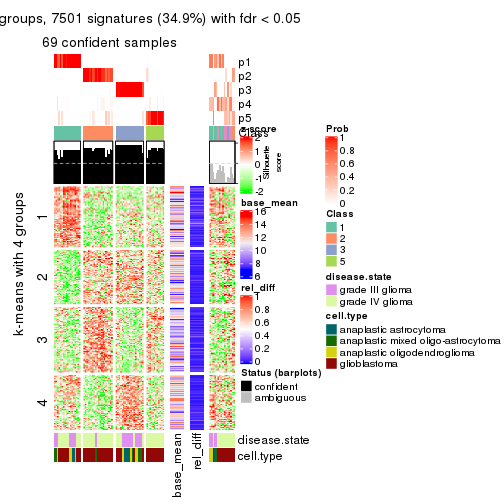 groups, 7501 signatures (34.9%) with fdr < 0.05
69 confident samples
p1
p2
p3
p4
p5
Class
z-score
2
1
0
-1
-2
Silhouette
score
k-means with 4 groups
1
2
3
4
base_mean
16
14
12
10
8
6
rel_diff
1
0.8
0.6
0.4
0.2
0
Status (barplots)
confident
ambiguous
Prob
1
0.8
0.6
0.4
0.2
0
Class
1
2
3
5
disease.state
grade III glioma
grade IV glioma
cell.type
anaplastic astrocytoma
anaplastic mixed oligo-astrocytoma
anaplastic oligodendroglioma
glioblastoma
disease.state
cell.type
base_mean
rel_diff